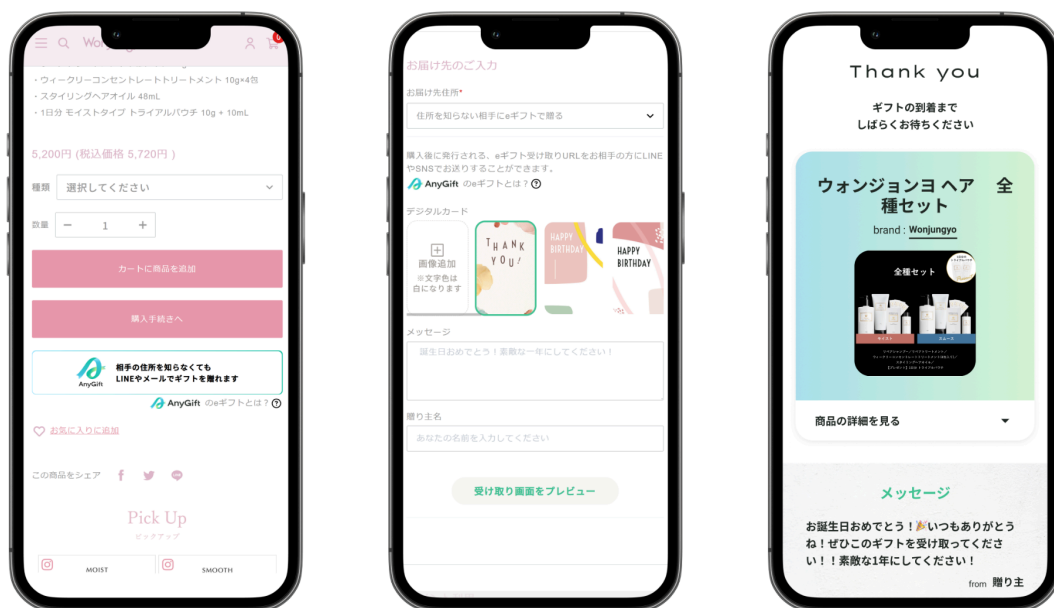 ・ウィークリーコンセントレートトリートメント 10g×4包
・スタイリングヘアオイル 48mL
・1日分 モイストタイプ トライアルパウチ 10g + 10mL
5,200円 (税込価格 5,720円 )
種類 選択してください
数量 − 1 +
カートに商品を追加
購入手続きへ
AnyGift
相手の住所を知らなくても
LINEやメールでギフトを贈れます
AnyGift のeギフトとは？
お気に入りに追加
この商品をシェア
Pick Up
ピックアップ
MOIST
SMOOTH
お届け先のご入力
お届け先住所*
住所を知らない相手にeギフトで贈る
購入後に発行される、eギフト受け取りURLをお相手の方にLINE
やSNSでお送りすることができます。
AnyGift のeギフトとは？
デジタルカード
画像追加
※文字色は
白になります
THANK
YOU!
HAPPY
BIRTHDAY
HAPPY
BIRTHDAY
メッセージ
誕生日おめでとう！素敵な一年にしてください！
贈り主名
あなたの名前を入力してください
受け取り画面をプレビュー
Thank you
ギフトの到着まで
しばらくお待ちください
ウォンジョンヨ ヘア 全
種セット
brand : Wonjungyo
全種セット
モイスト
スムース
商品の詳細を見る
メッセージ
お誕生日おめでとう！🎉いつもありがとう
ね！ぜひこのギフトを受け取ってくださ
い！！素敵な1年にしてください！
from 贈り主